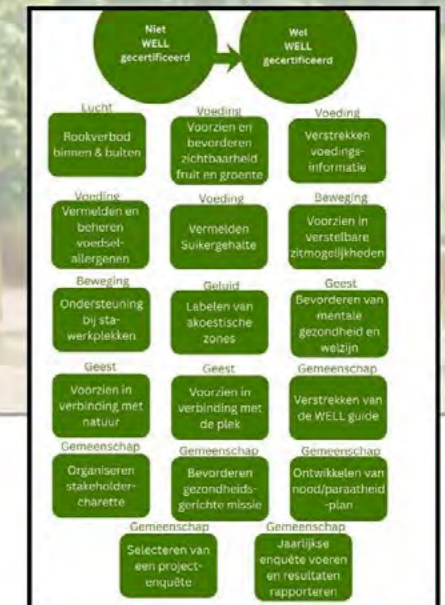 Niet
WELL
gecertificeerd
Wel
WELL
gecertificeerd
Lucht
Rookverbod
binnen & buiten
Voeding
Voorzien en
bevorderen
zichtbaarheid
fruit en groente
Voeding
Verstrekken
voedings-
informatie
Voeding
Vermelden en
beheren
voedsel-
allergenen
Voeding
Vermelden
Suikergehalte
Beweging
Voorzien in
verstelbare
zitmogelijkheden
Beweging
Ondersteuning
bij sta-
werkplekken
Geluid
Labelen van
akoestische
zones
Geest
Bevorderen van
mentale
gezondheid en
welzijn
Geest
Voorzien in
verbinding met
natuur
Geest
Voorzien in
verbinding met
de plek
Gemeenschap
Verstrekken van
de WELL guide
Gemeenschap
Organiseren
stakeholder-
charette
Gemeenschap
Bevorderen
gezondheids-
gerichte missie
Gemeenschap
Ontwikkelen van
nood/paraatheid
-plan
Gemeenschap
Selecteren van
een project-
enquête
Gemeenschap
Jaarlijkse
enquête voeren
en resultaten
rapporteren